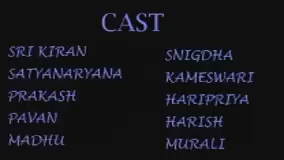 CAST
SRI KIRAN
SATYANARYANA
PRAKASH
PAVAN
MADHU
SNIGDHA
KAMESWARI
HARIPRIYA
HARISH
MURALI